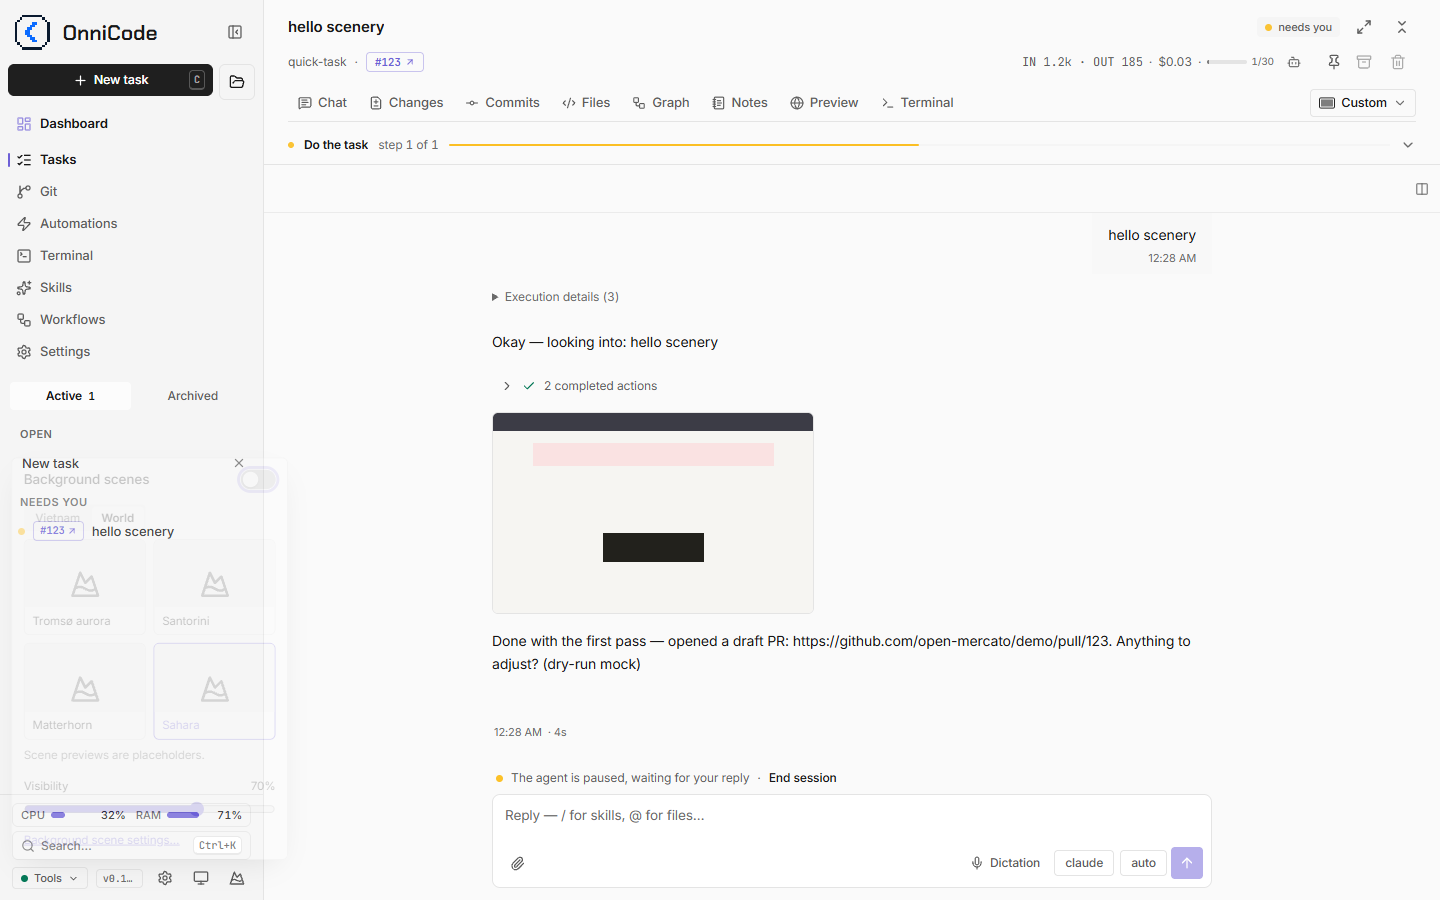 OnniCode
New task
C
Dashboard
Tasks
Git
Automations
Terminal
Skills
Workflows
Settings
Active 1
Archived
OPEN
New task
Background scenes
NEEDS YOU
Vietnam
World
#123
hello scenery
Tromsø aurora
Santorini
Matterhorn
Sahara
Scene previews are placeholders.
Visibility
70%
CPU
32%
RAM
71%
Background scene settings...
Search...
Ctrl+K
Tools
v0.1...
hello scenery
needs you
quick-task ·
#123
IN 1.2k · OUT 185 · $0.03 ·
1/30
Chat
Changes
Commits
Files
Graph
Notes
Preview
Terminal
Custom
Do the task
step 1 of 1
hello scenery
12:28 AM
Execution details (3)
Okay — looking into: hello scenery
2 completed actions
Done with the first pass — opened a draft PR: https://github.com/open-mercato/demo/pull/123. Anything to
adjust? (dry-run mock)
12:28 AM · 4s
The agent is paused, waiting for your reply · End session
Reply — / for skills, @ for files...
Dictation
claude
auto